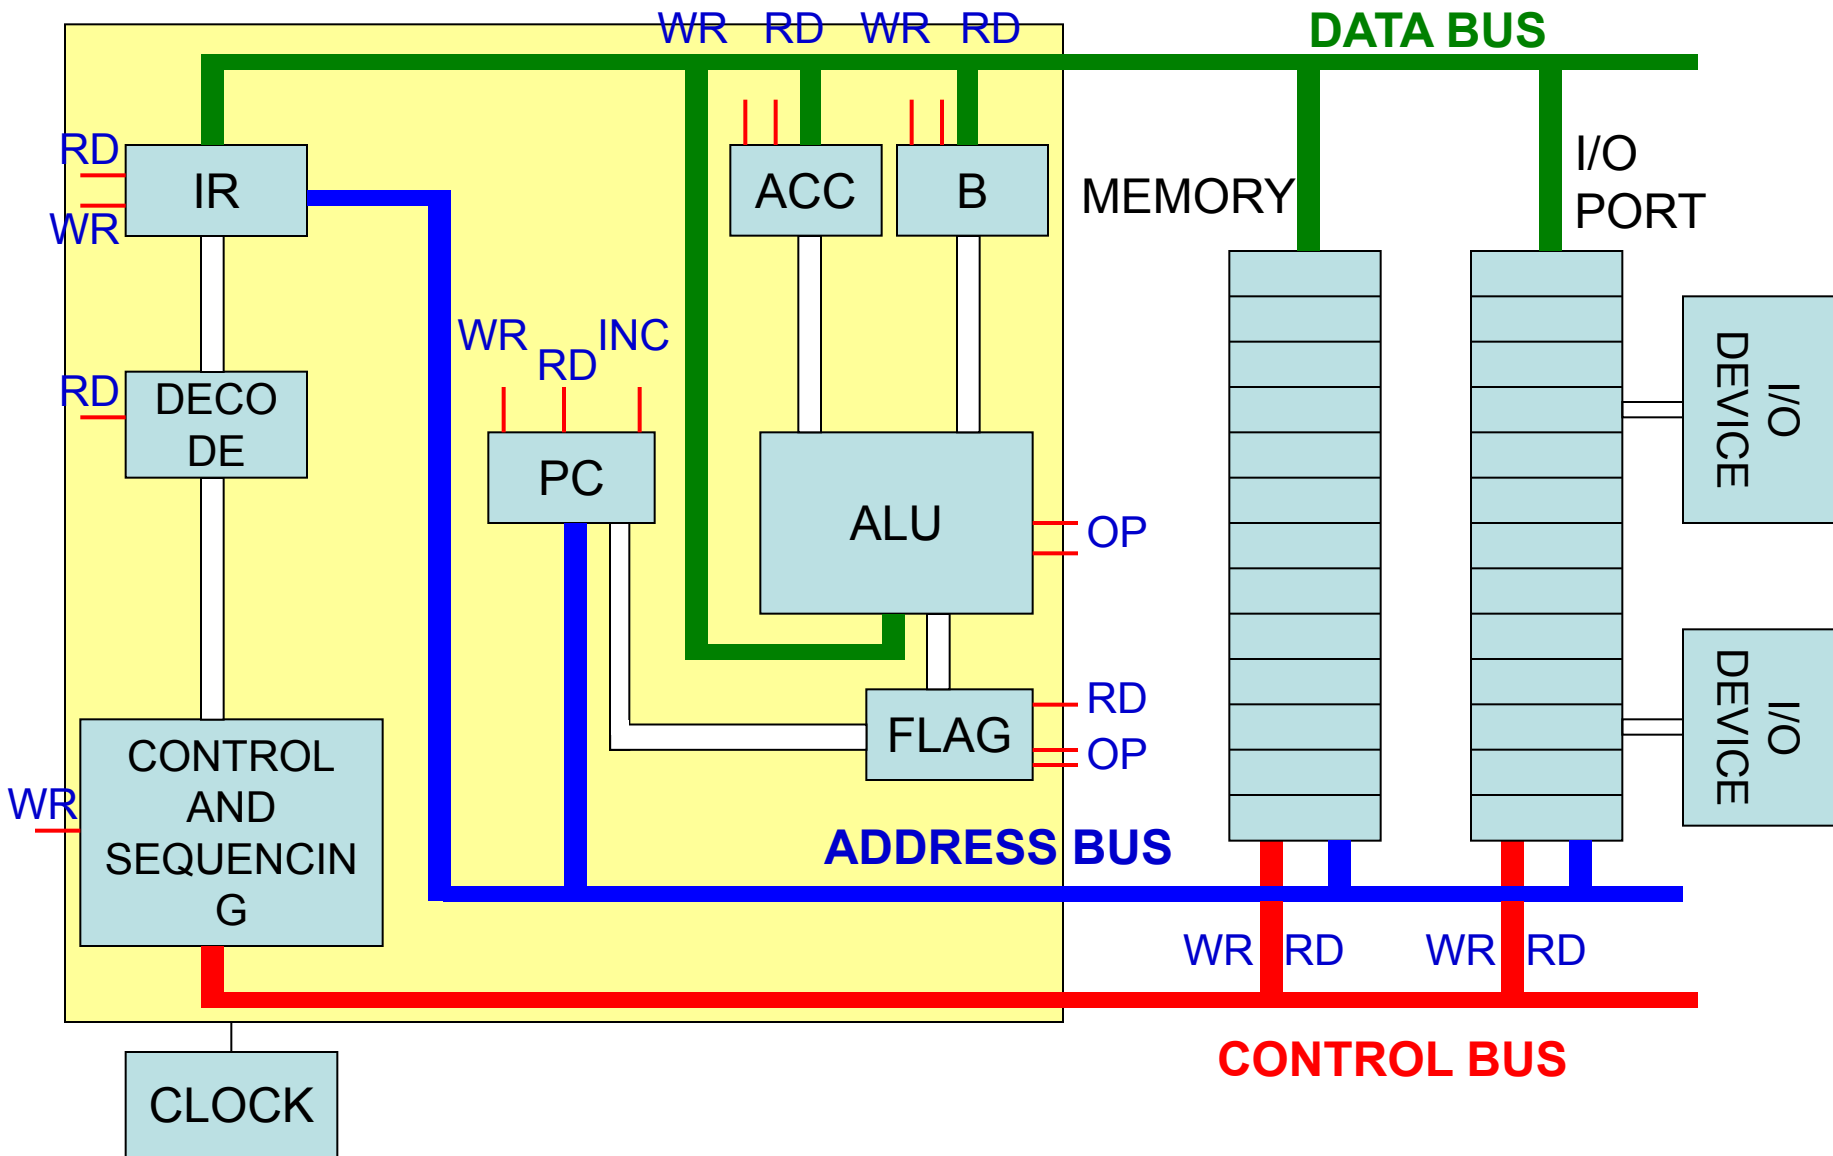 WR RD WR RD
DATA BUS
RD
IR
WR
ACC
B
MEMORY
I/O
PORT
WR
RD
INC
RD
DECO
DE
PC
ALU
OP
I/O
DEVICE
RD
FLAG
OP
I/O
DEVICE
WR
CONTROL
AND
SEQUENCIN
G
ADDRESS BUS
WR RD
WR RD
CONTROL BUS
CLOCK